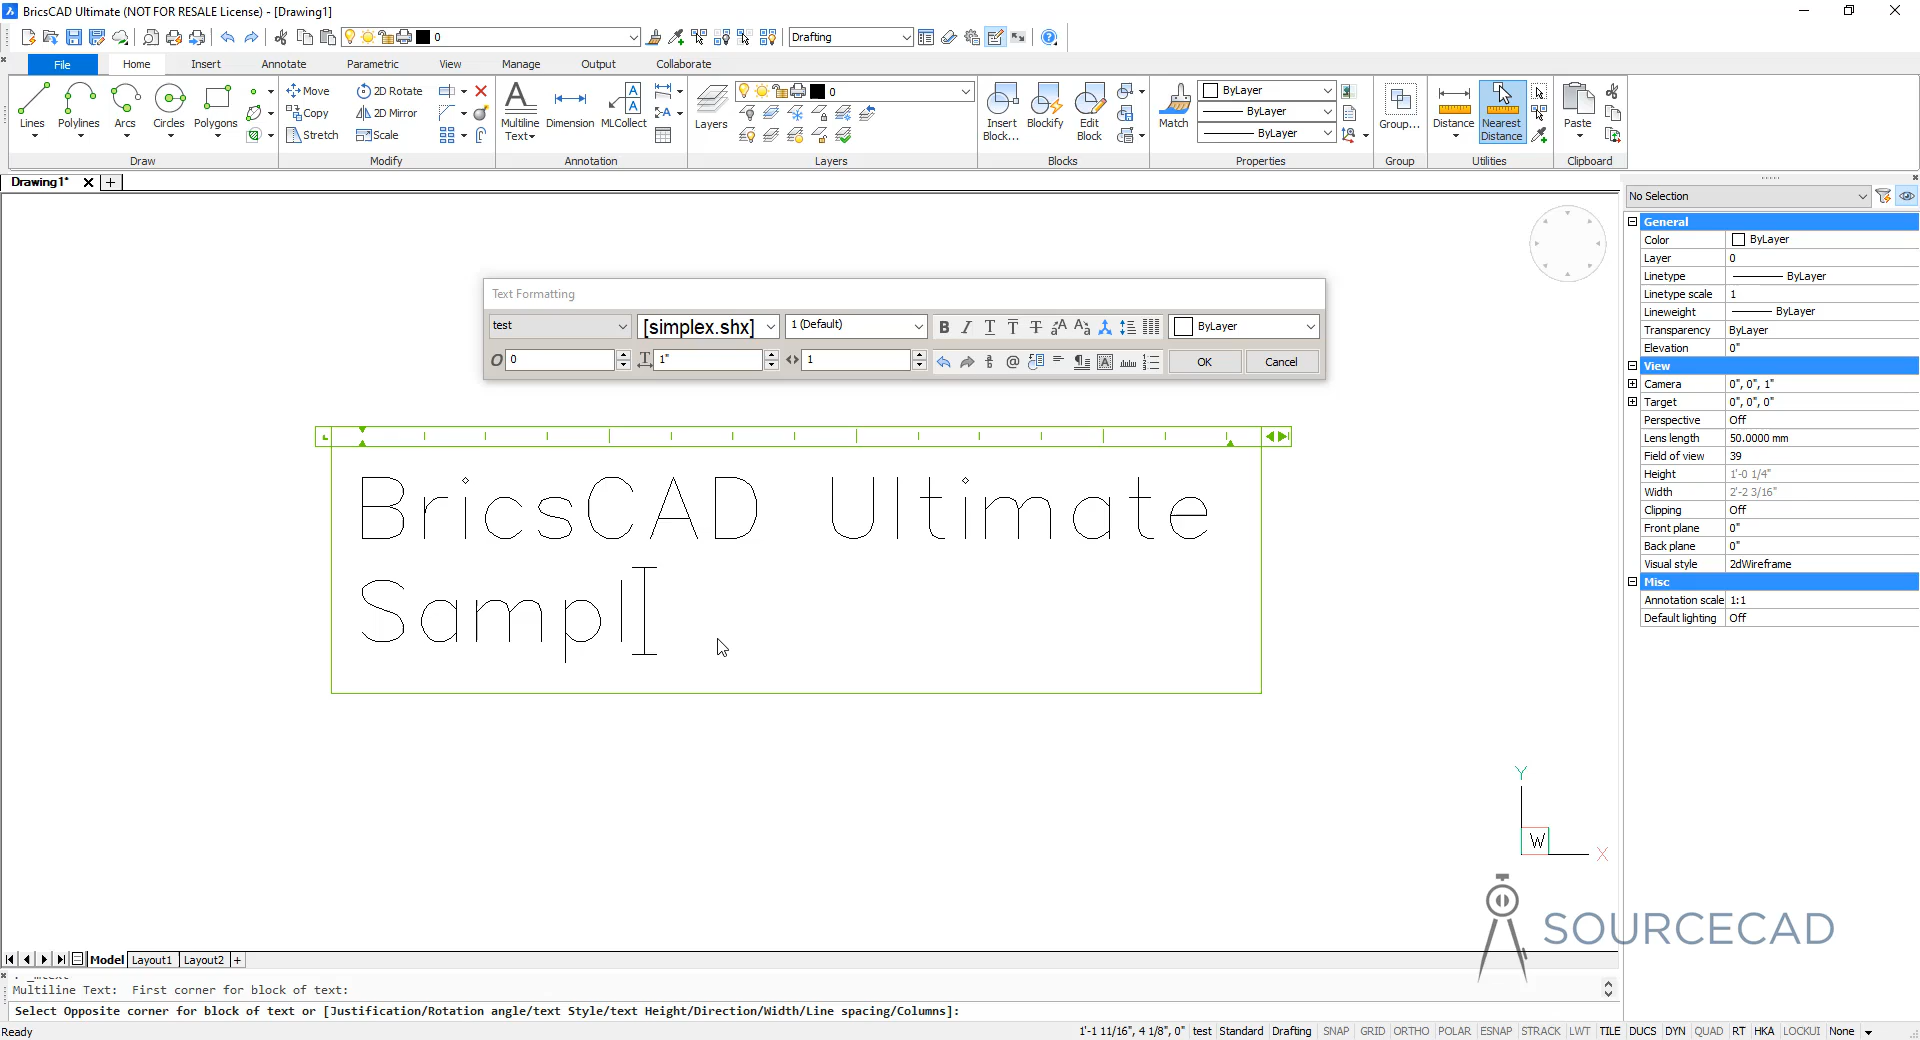 BricsCAD Ultimate (NOT FOR RESALE License) - [Drawing1]
0
Drafting
File
Home
Insert
Annotate
Parametric
View
Manage
Output
Collaborate
Lines
Polylines
Arcs
Circles
Polygons
Draw
Move
Copy
Stretch
2D Rotate
2D Mirror
Scale
Modify
Multiline
Text
Dimension
MLCollect
Annotation
Layers
0
Layers
Insert
Block...
Blockify
Edit
Block
Blocks
Match
ByLayer
ByLayer
ByLayer
Properties
Group...
Group
Distance
Nearest
Distance
Utilities
Paste
Clipboard
Drawing1*
Text Formatting
test
[simplex.shx]
1 (Default)
ByLayer
0
1"
1
OK
Cancel
BricsCAD Ultimate
Sampl
No Selection
General
Color ByLayer
Layer 0
Linetype ByLayer
Linetype scale 1
Lineweight ByLayer
Transparency ByLayer
Elevation 0"
View
Camera 0", 0", 1"
Target 0", 0", 0"
Perspective Off
Lens length 50.0000 mm
Field of view 39
Height 1'-0 1/4"
Width 2'-2 3/16"
Clipping Off
Front plane 0"
Back plane 0"
Visual style 2dWireframe
Misc
Annotation scale 1:1
Default lighting Off
Y
W
X
SOURCECAD
Model
Layout1
Layout2
Multiline Text: First corner for block of text:
Select Opposite corner for block of text or [Justification/Rotation angle/text Style/text Height/Direction/Width/Line spacing/Columns]:
Ready
1'-1 11/16", 4 1/8", 0" test Standard Drafting SNAP GRID ORTHO POLAR ESNAP STRACK LWT TILE DUCS DYN QUAD RT HKA LOCKUI None